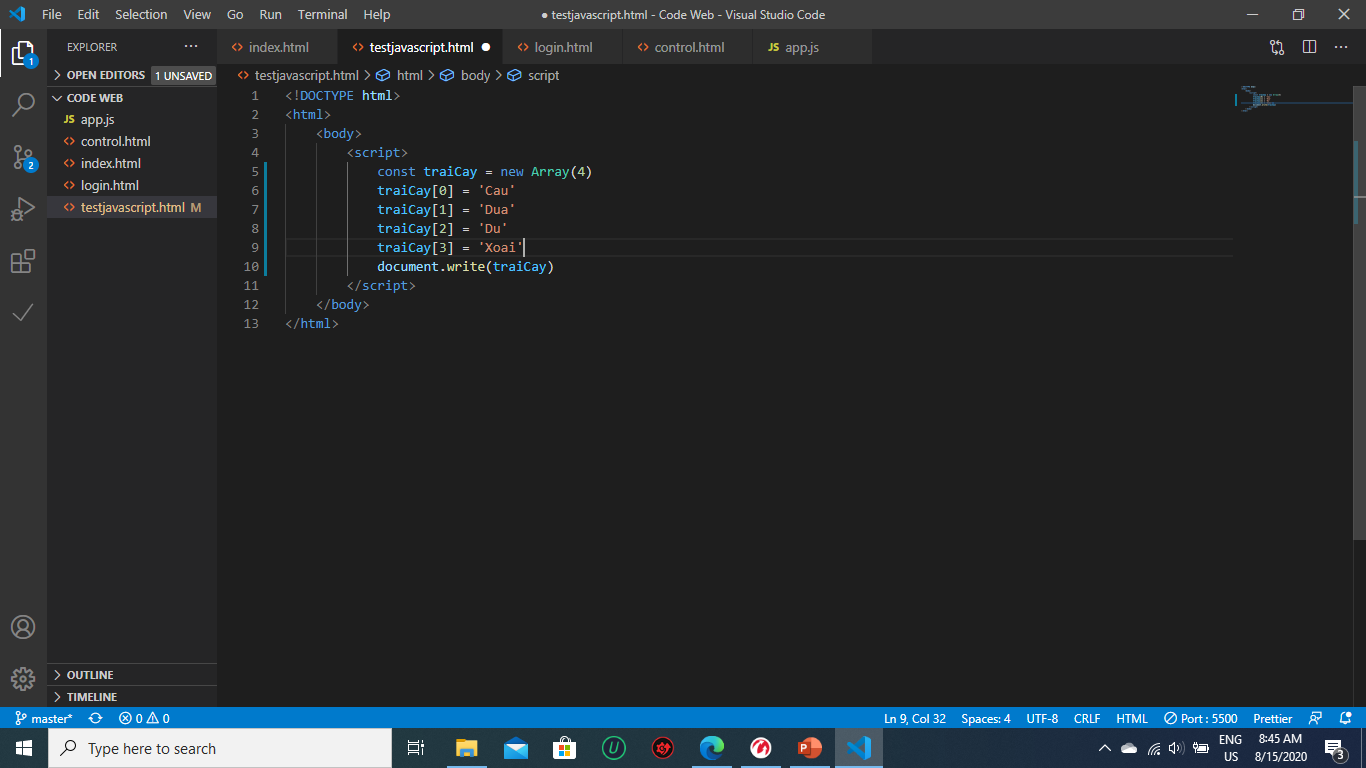 File Edit Selection View Go Run Terminal Help ● testjavascript.html - Code Web - Visual Studio Code
EXPLORER ··· index.html testjavascript.html ● login.html control.html JS app.js ···
OPEN EDITORS 1 UNSAVED
testjavascript.html > html > body > script
CODE WEB
JS app.js
control.html
index.html
login.html
testjavascript.html M
1 <!DOCTYPE html>
2 <html>
3 <body>
4 <script>
5 const traiCay = new Array(4)
6 traiCay[0] = 'Cau'
7 traiCay[1] = 'Dua'
8 traiCay[2] = 'Du'
9 traiCay[3] = 'Xoai'
10 document.write(traiCay)
11 </script>
12 </body>
13 </html>
1
2
OUTLINE
TIMELINE
master* 0 0 Ln 9, Col 32 Spaces: 4 UTF-8 CRLF HTML Port : 5500 Prettier
Type here to search
U P
ENG
US
8:45 AM
8/15/2020
3